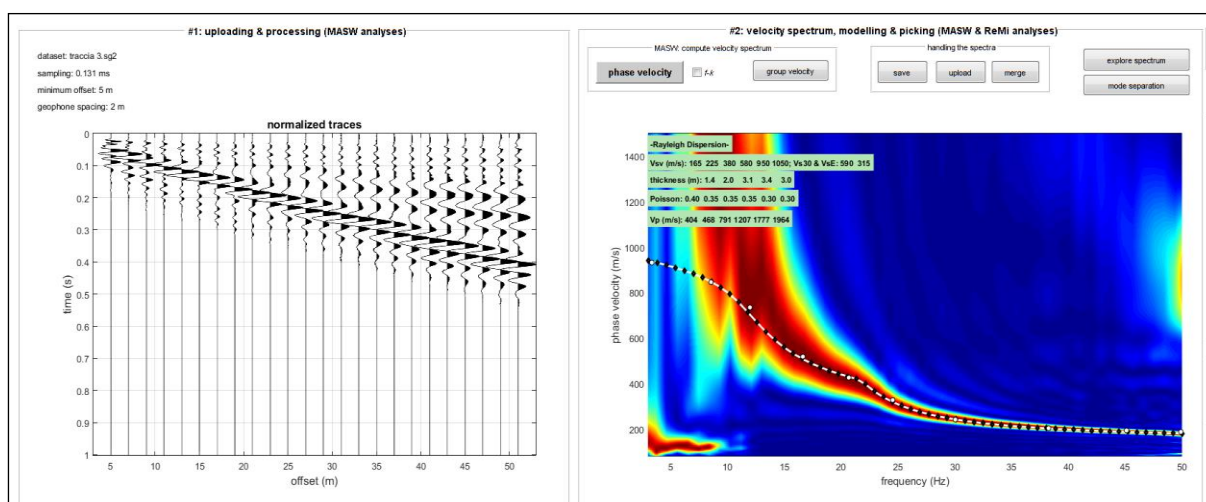 #1: uploading & processing (MASW analyses)
dataset: traccia 3.sg2
sampling: 0.131 ms
minimum offset: 5 m
geophone spacing: 2 m
normalized traces
0
0.1
0.2
0.3
0.4
0.5
0.6
0.7
0.8
0.9
1
time (s)
5 10 15 20 25 30 35 40 45 50
offset (m)
#2: velocity spectrum, modelling & picking (MASW & ReMi analyses)
MASW: compute velocity spectrum
phase velocity
f-k
group velocity
handling the spectra
save
upload
merge
explore spectrum
mode separation
-Rayleigh Dispersion-
Vsv (m/s): 165 225 380 580 950 1050; Vs30 & VsE: 590 315
thickness (m): 1.4 2.0 3.1 3.4 3.0
Poisson: 0.40 0.35 0.35 0.35 0.30 0.30
Vp (m/s): 404 468 791 1207 1777 1964
1400
1200
1000
800
600
400
200
phase velocity (m/s)
5 10 15 20 25 30 35 40 45 50
frequency (Hz)